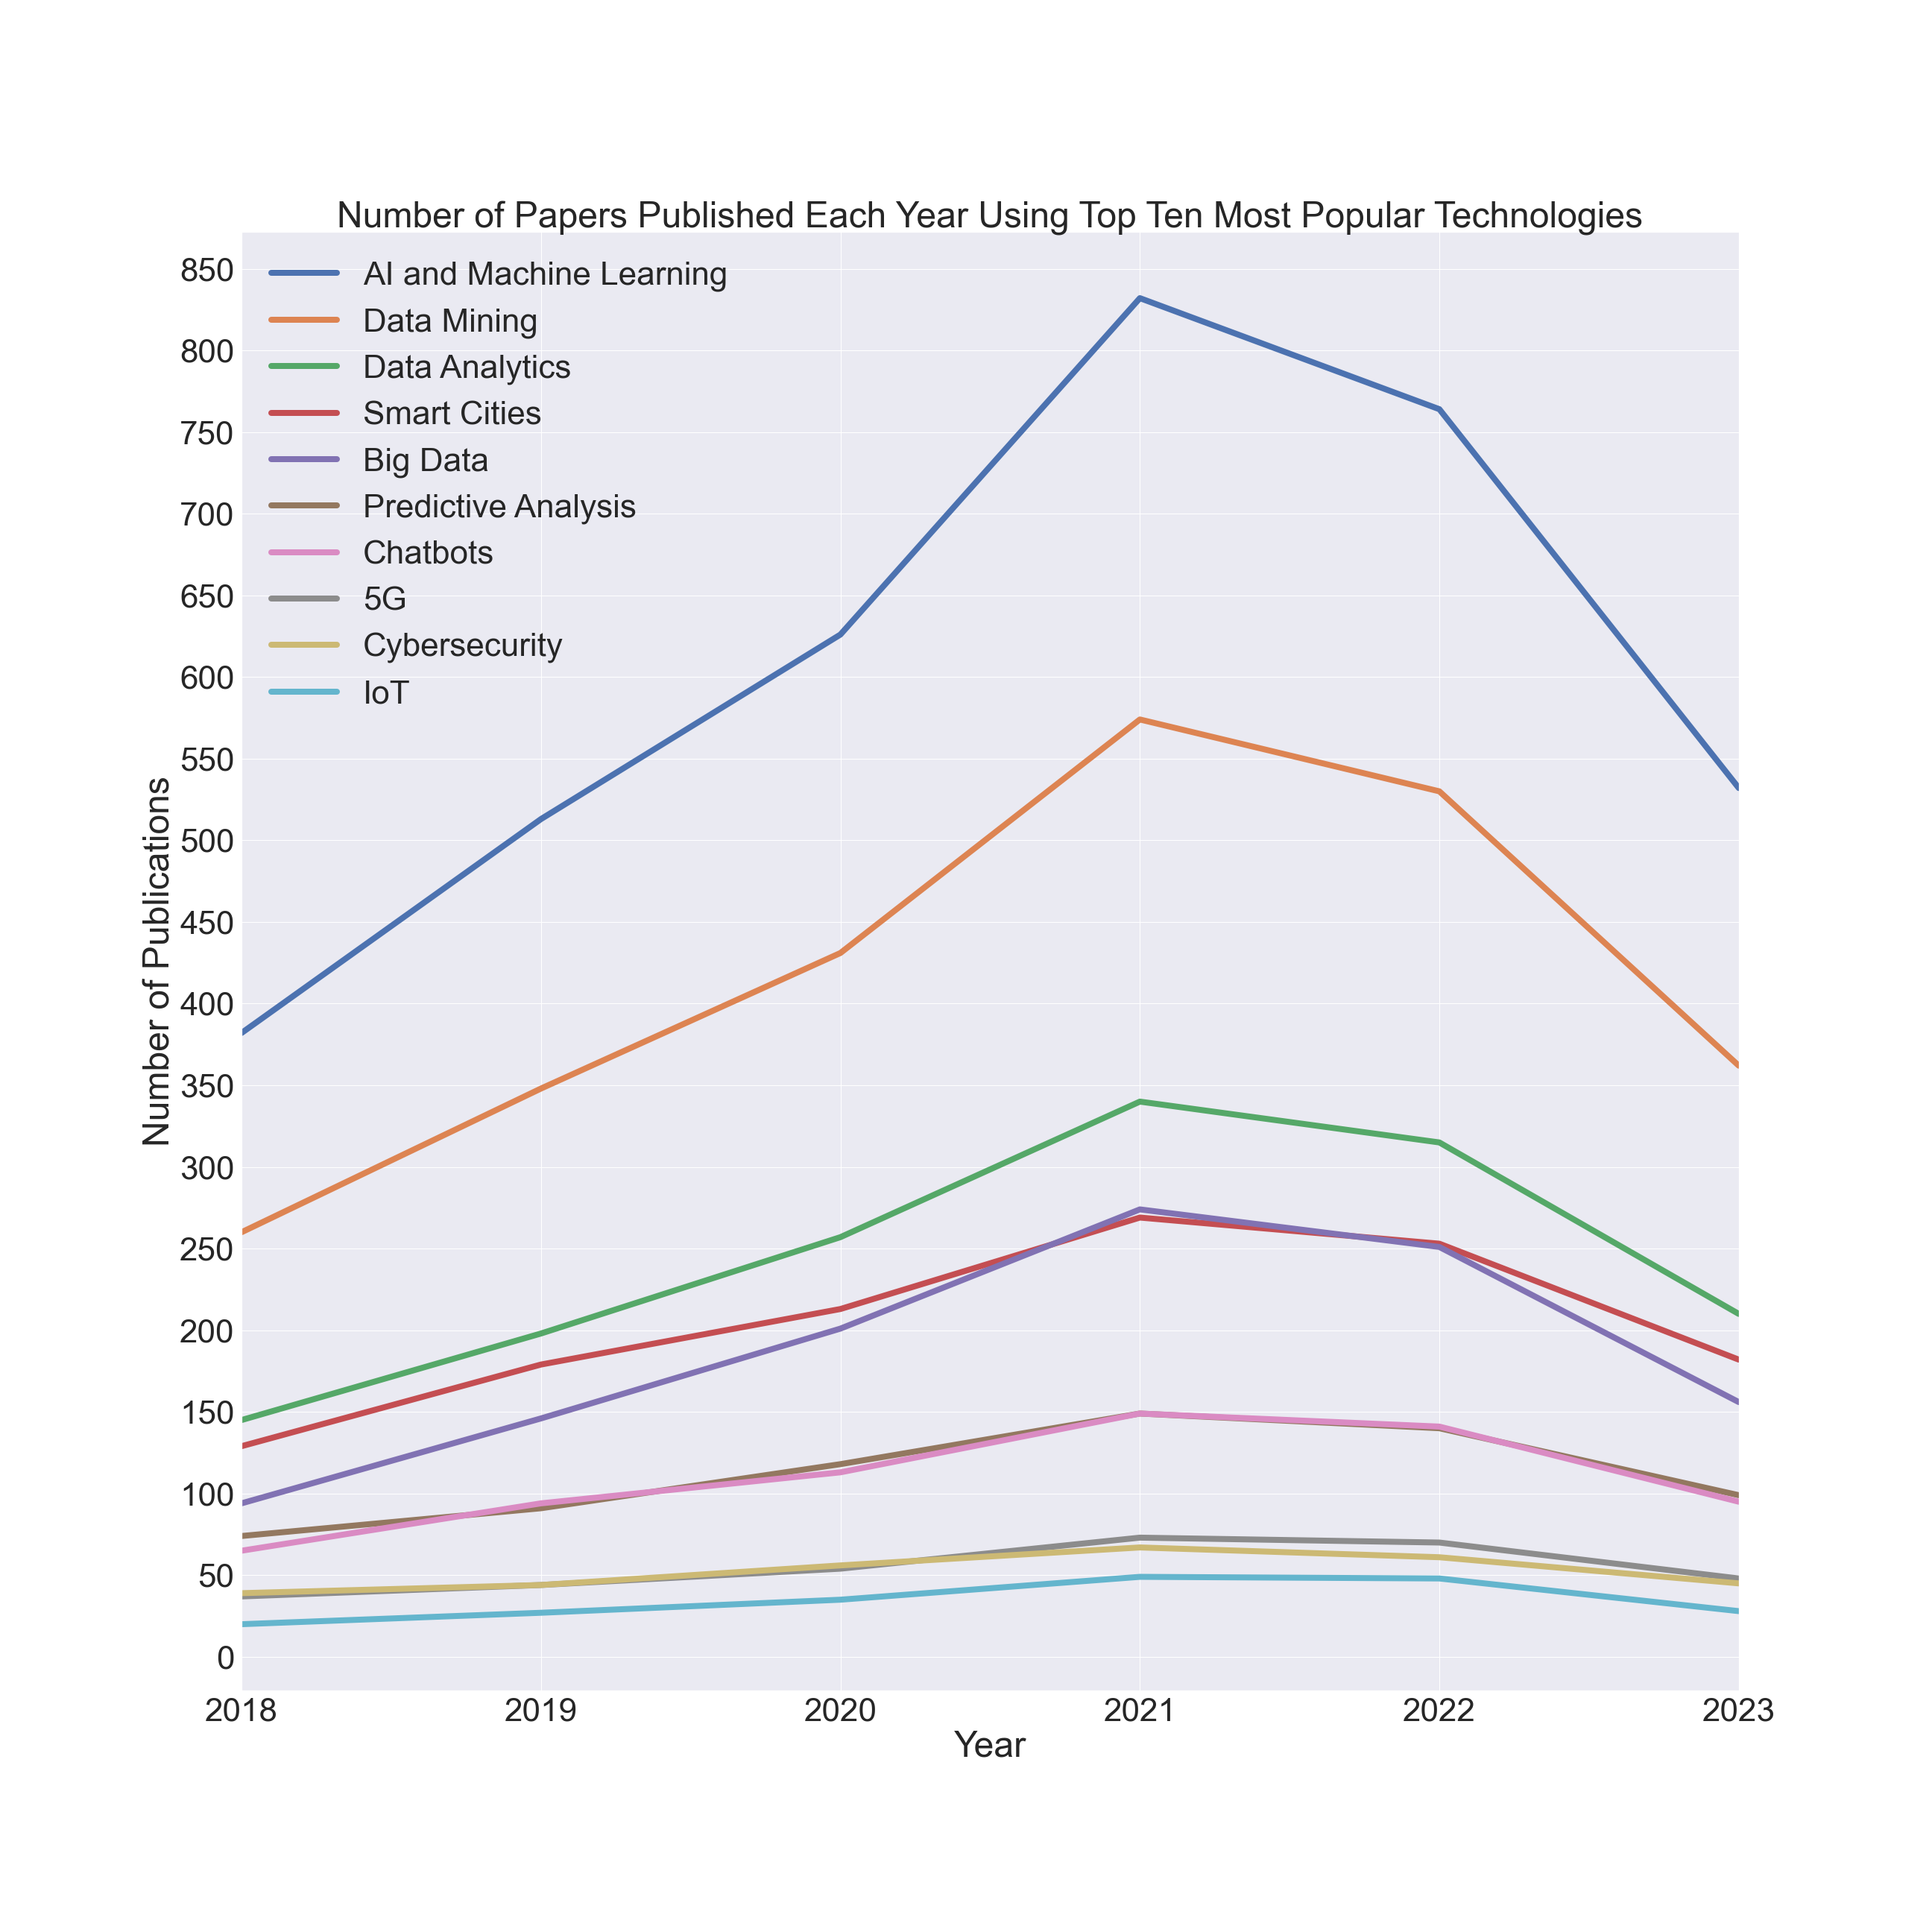 Number of Papers Published Each Year Using Top Ten Most Popular Technologies
AI and Machine Learning
Data Mining
Data Analytics
Smart Cities
Big Data
Predictive Analysis
Chatbots
5G
Cybersecurity
IoT
850
800
750
700
650
600
550
500
450
400
350
300
250
200
150
100
50
0
Number of Publications
2018 2019 2020 2021 2022 2023
Year